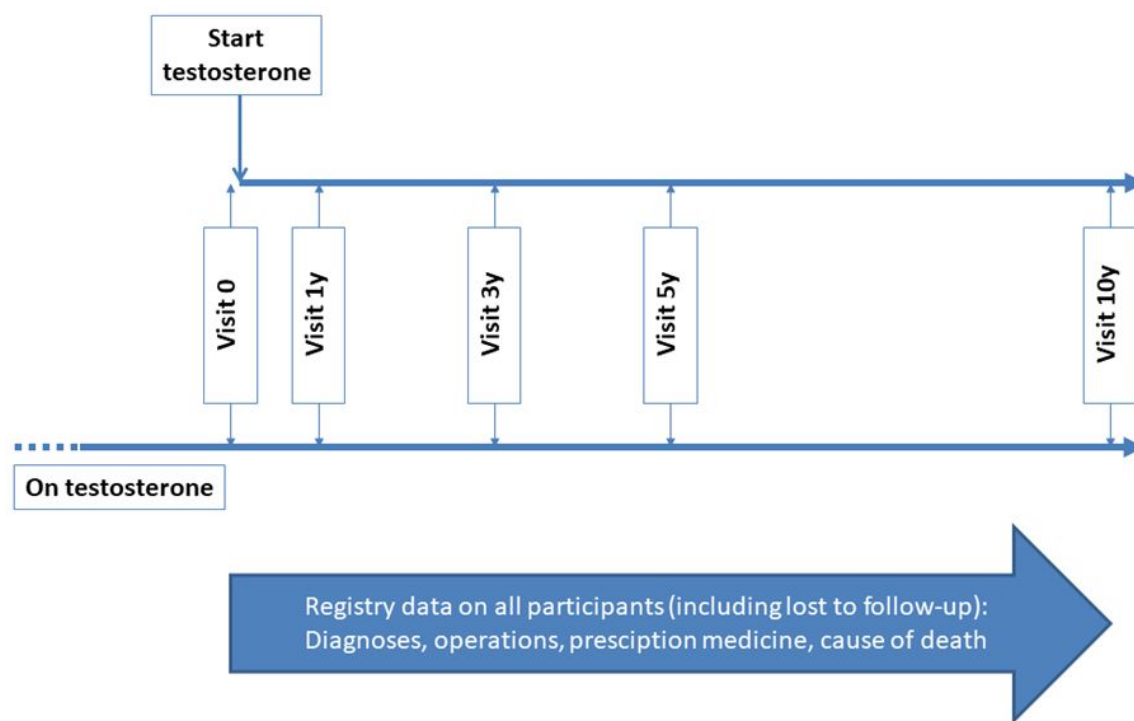 Start
testosterone
Visit 0
Visit 1y
Visit 3y
Visit 5y
Visit 10y
On testosterone
Registry data on all participants (including lost to follow-up):
Diagnoses, operations, presciption medicine, cause of death